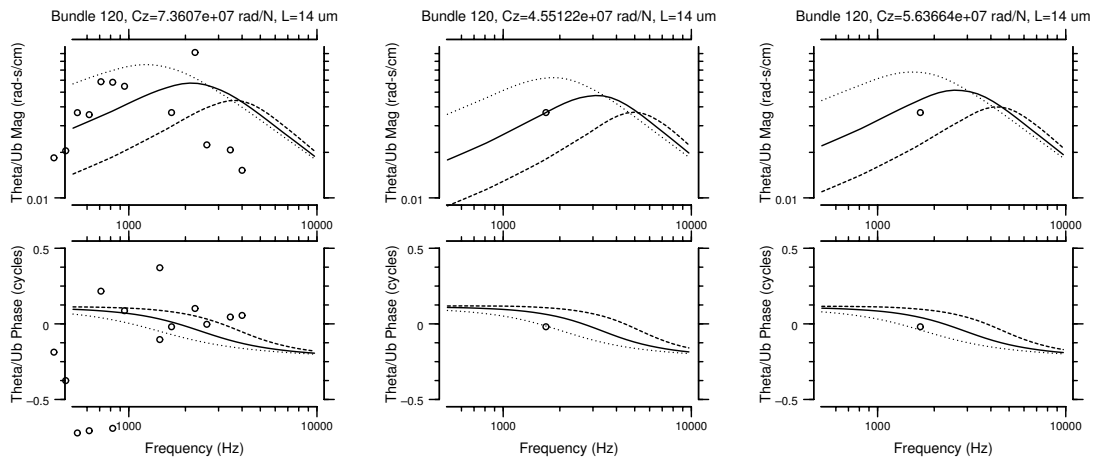 Bundle 120, Cz=7.3607e+07 rad/N, L=14 um
Theta/Ub Mag (rad-s/cm)
0.01
1000
10000
0.5
0
−0.5
Theta/Ub Phase (cycles)
1000
10000
Frequency (Hz)
Bundle 120, Cz=4.55122e+07 rad/N, L=14 um
Theta/Ub Mag (rad-s/cm)
0.01
1000
10000
0.5
0
−0.5
Theta/Ub Phase (cycles)
1000
10000
Frequency (Hz)
Bundle 120, Cz=5.63664e+07 rad/N, L=14 um
Theta/Ub Mag (rad-s/cm)
0.01
1000
10000
0.5
0
−0.5
Theta/Ub Phase (cycles)
1000
10000
Frequency (Hz)